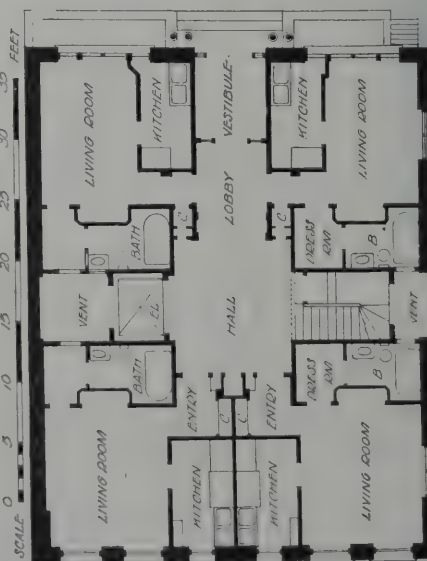 VESTIBULE
LIVING ROOM
KITCHEN
KITCHEN
LIVING ROOM
LOBBY
BATH
C
C
DRESS RM
B
VENT
EL
HALL
VENT
BATH
DRESS RM
B
ENTRY
ENTRY
C
C
LIVING ROOM
KITCHEN
KITCHEN
LIVING ROOM
SCALE 0 5 10 15 20 25 30 35 FEET